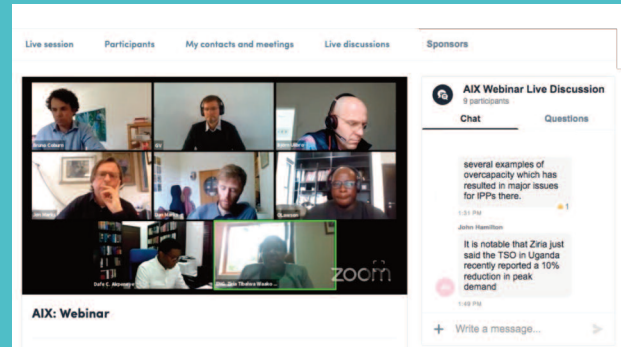 Live session
Participants
My contacts and meetings
Live discussions
Sponsors
zoom
AIX: Webinar
AIX Webinar Live Discussion
9 participants
Chat
Questions
several examples of
overcapacity which has
resulted in major issues
for IPPs there.
1
1:51 PM
John Hamilton
It is notable that Ziria just
said the TSO in Uganda
recently reported a 10%
reduction in peak
demand
1:49 PM
Write a message...